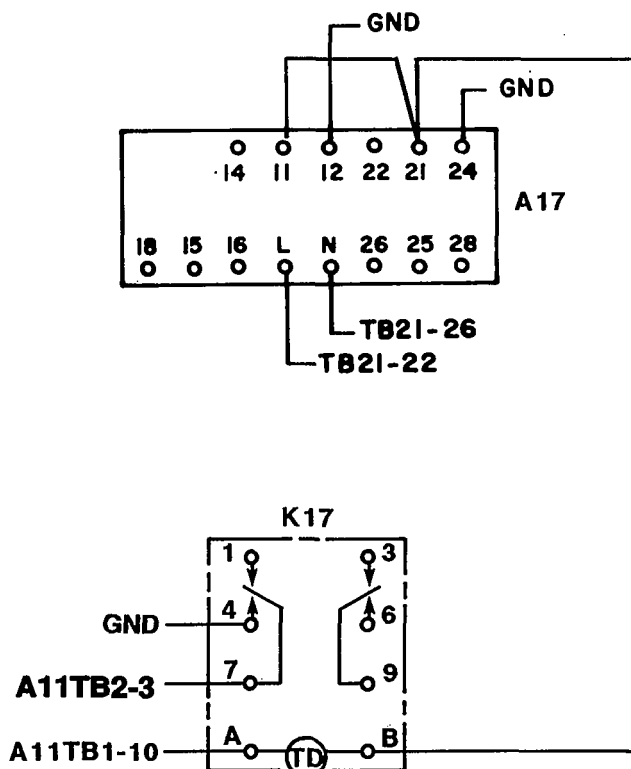 GND
GND
14 11 12 22 21 24
A17
18 15 16 L N 26 25 28
TB21-26
TB21-22
K17
1 3
GND 4 6
A11TB2-3 7 9
A11TB1-10 A TD B